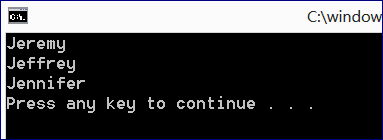 C:\window
Jeremy
Jeffrey
Jennifer
Press any key to continue . . .